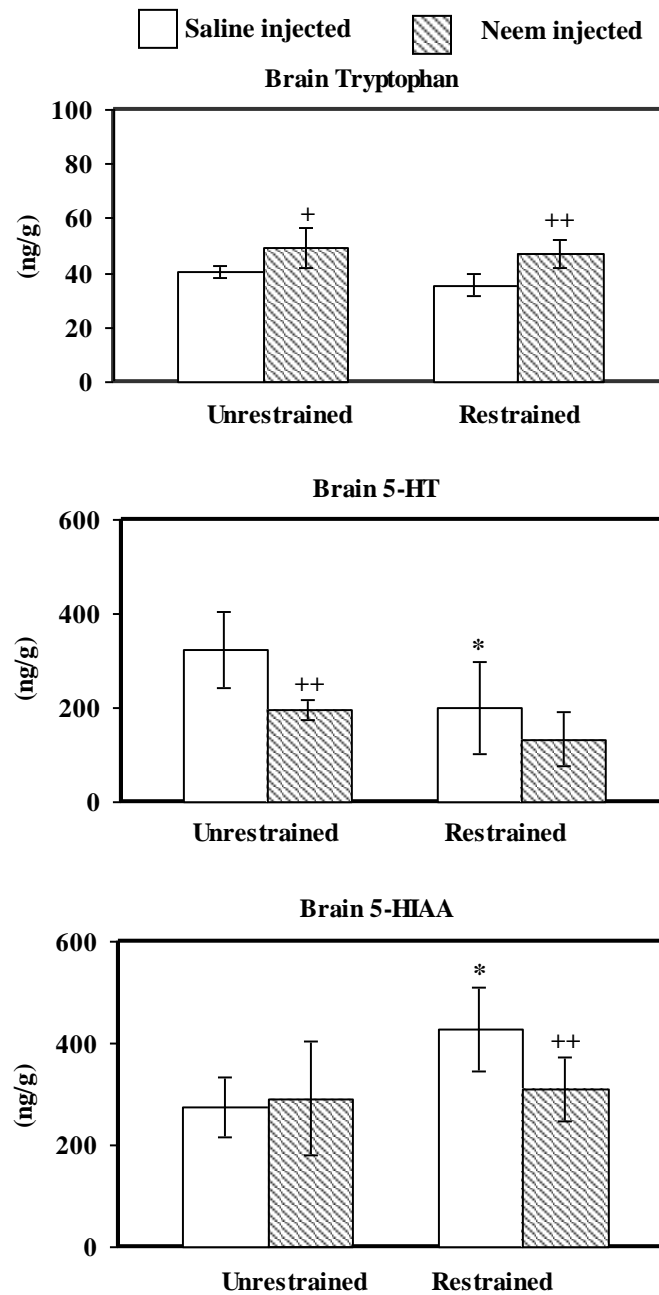 Saline injected Neem injected
Brain Tryptophan
100
80
60
40
20
0
(ng/g)
+
++
Unrestrained Restrained
Brain 5-HT
600
400
200
0
(ng/g)
++
*
Unrestrained Restrained
Brain 5-HIAA
600
400
200
0
(ng/g)
*
++
Unrestrained Restrained